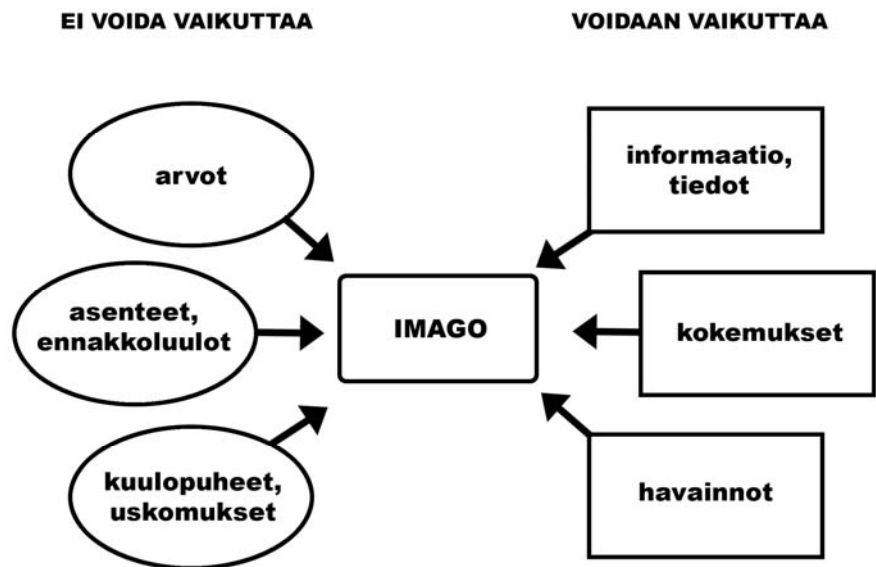 EI VOIDA VAIKUTTAA
VOIDAAN VAIKUTTAA
arvot
informaatio,
tiedot
asenteet,
ennakkoluulot
IMAGO
kokemukset
kuulopuheet,
uskomukset
havainnot